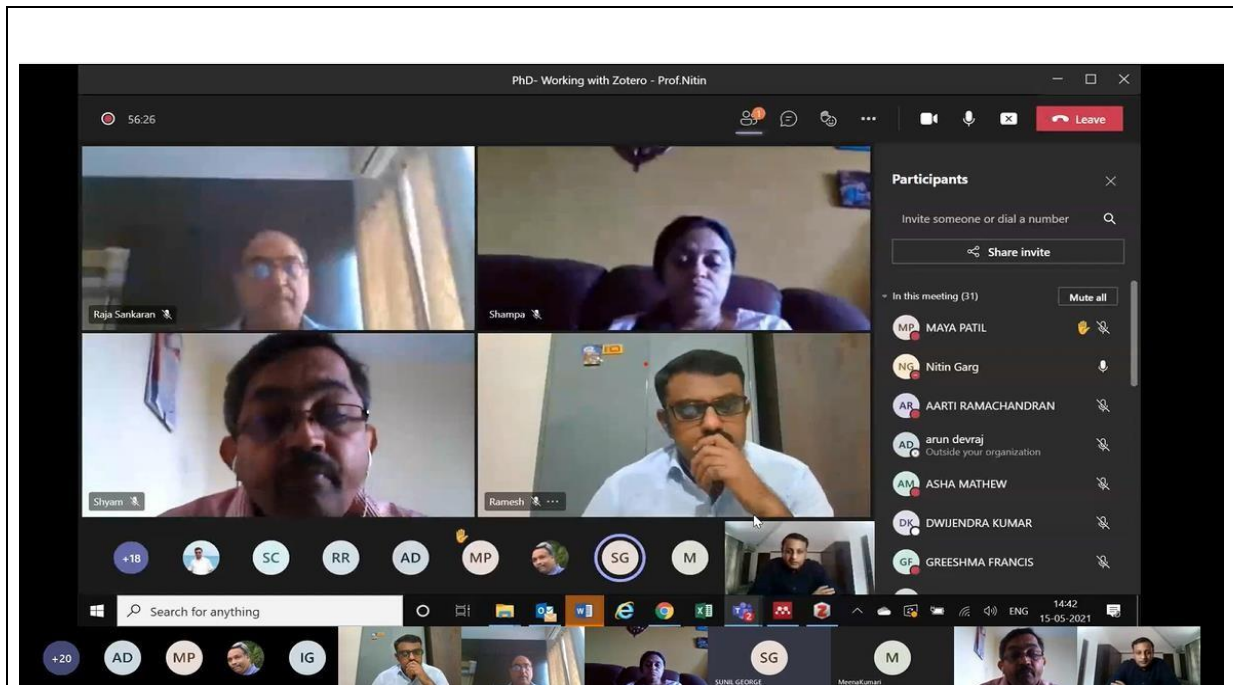 PhD- Working with Zotero - Prof.Nitin
56:26
1
Leave
Raja Sankaran
Shampa
Shyam
Ramesh
+18
SC
RR
AD
MP
SG
M
Participants
Invite someone or dial a number
Share invite
In this meeting (31)
Mute all
MP MAYA PATIL
NG Nitin Garg
AR AARTI RAMACHANDRAN
AD arun devraj
Outside your organization
AM ASHA MATHEW
DK DWIJENDRA KUMAR
GF GREESHMA FRANCIS
Search for anything
ENG
14:42
15-05-2021
+20
AD
MP
IG
SG
SUNIL GEORGE
M
MeenaKumari